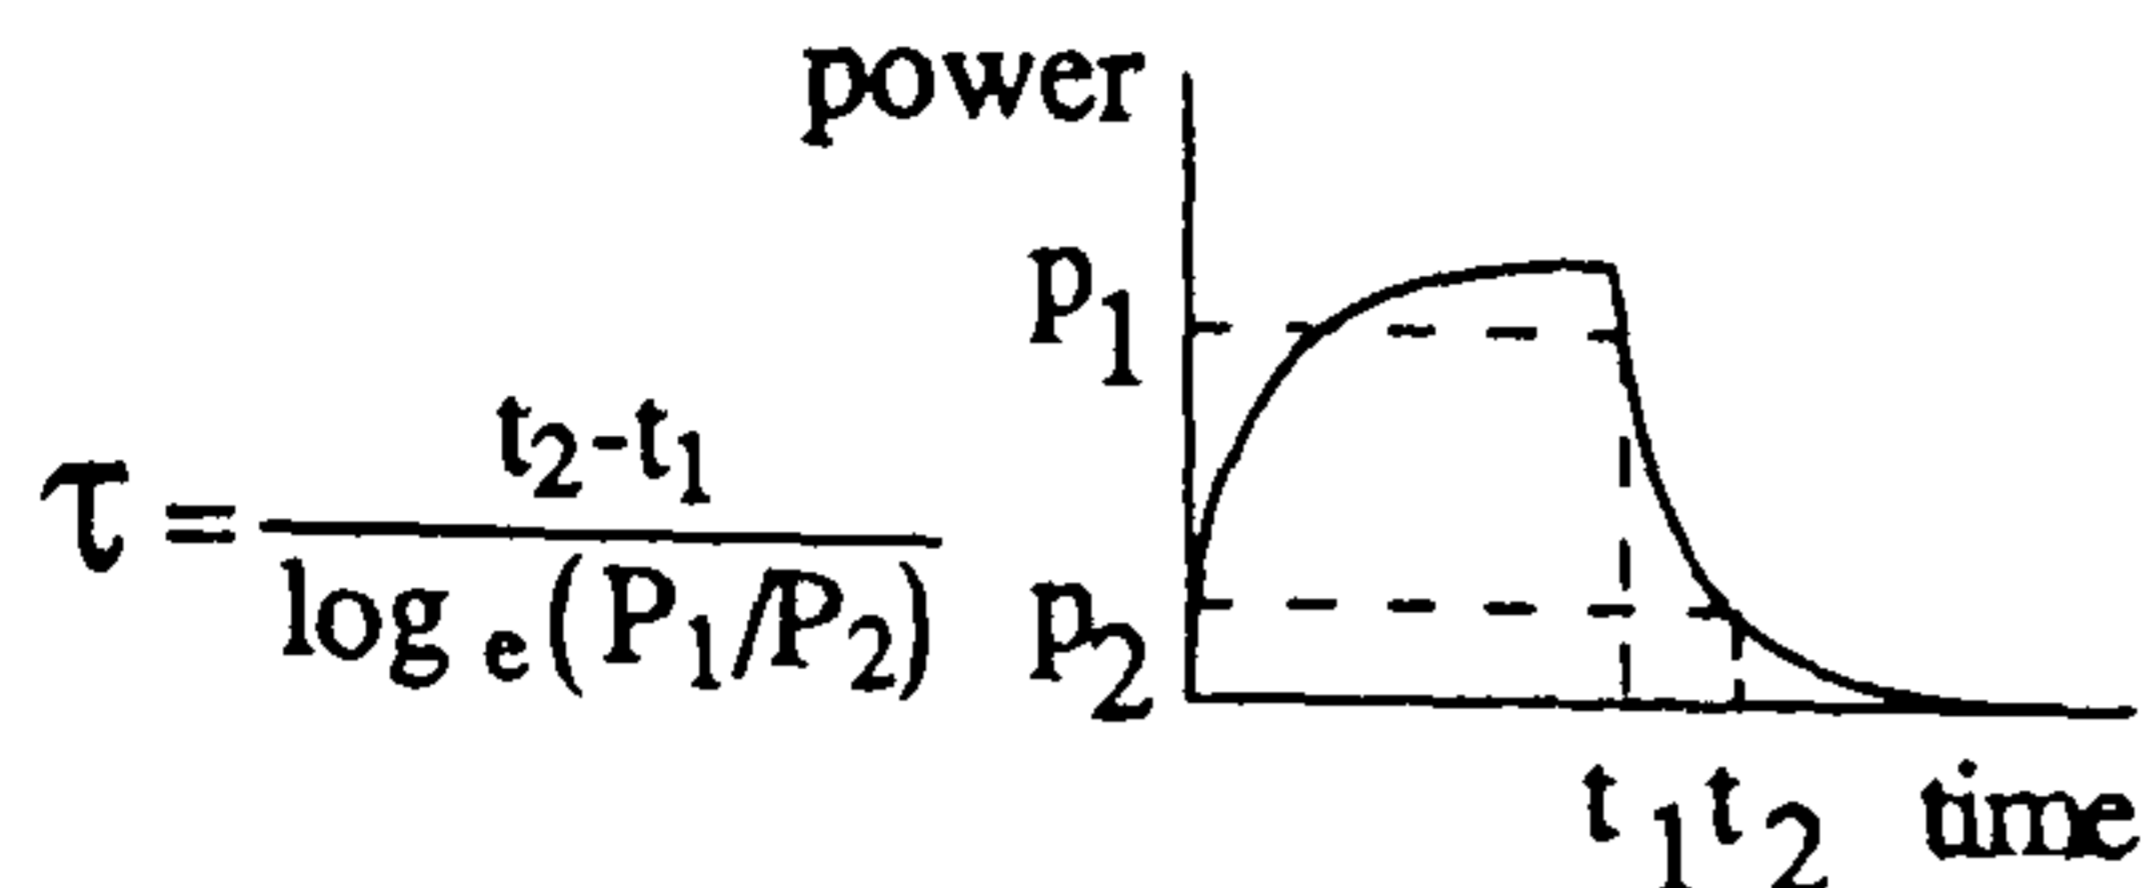 power
p₁
τ = (t₂-t₁) / (log e (P₁/P₂))
p₂
t₁ t₂ time